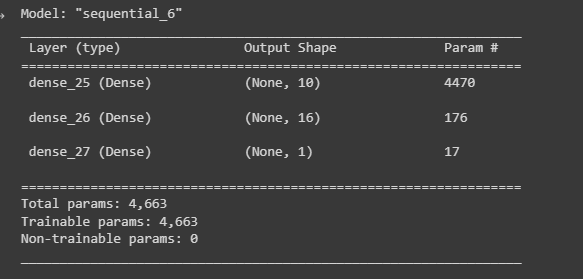 Model: "sequential_6"
Layer (type) Output Shape Param #
dense_25 (Dense) (None, 10) 4470
dense_26 (Dense) (None, 16) 176
dense_27 (Dense) (None, 1) 17
Total params: 4,663
Trainable params: 4,663
Non-trainable params: 0